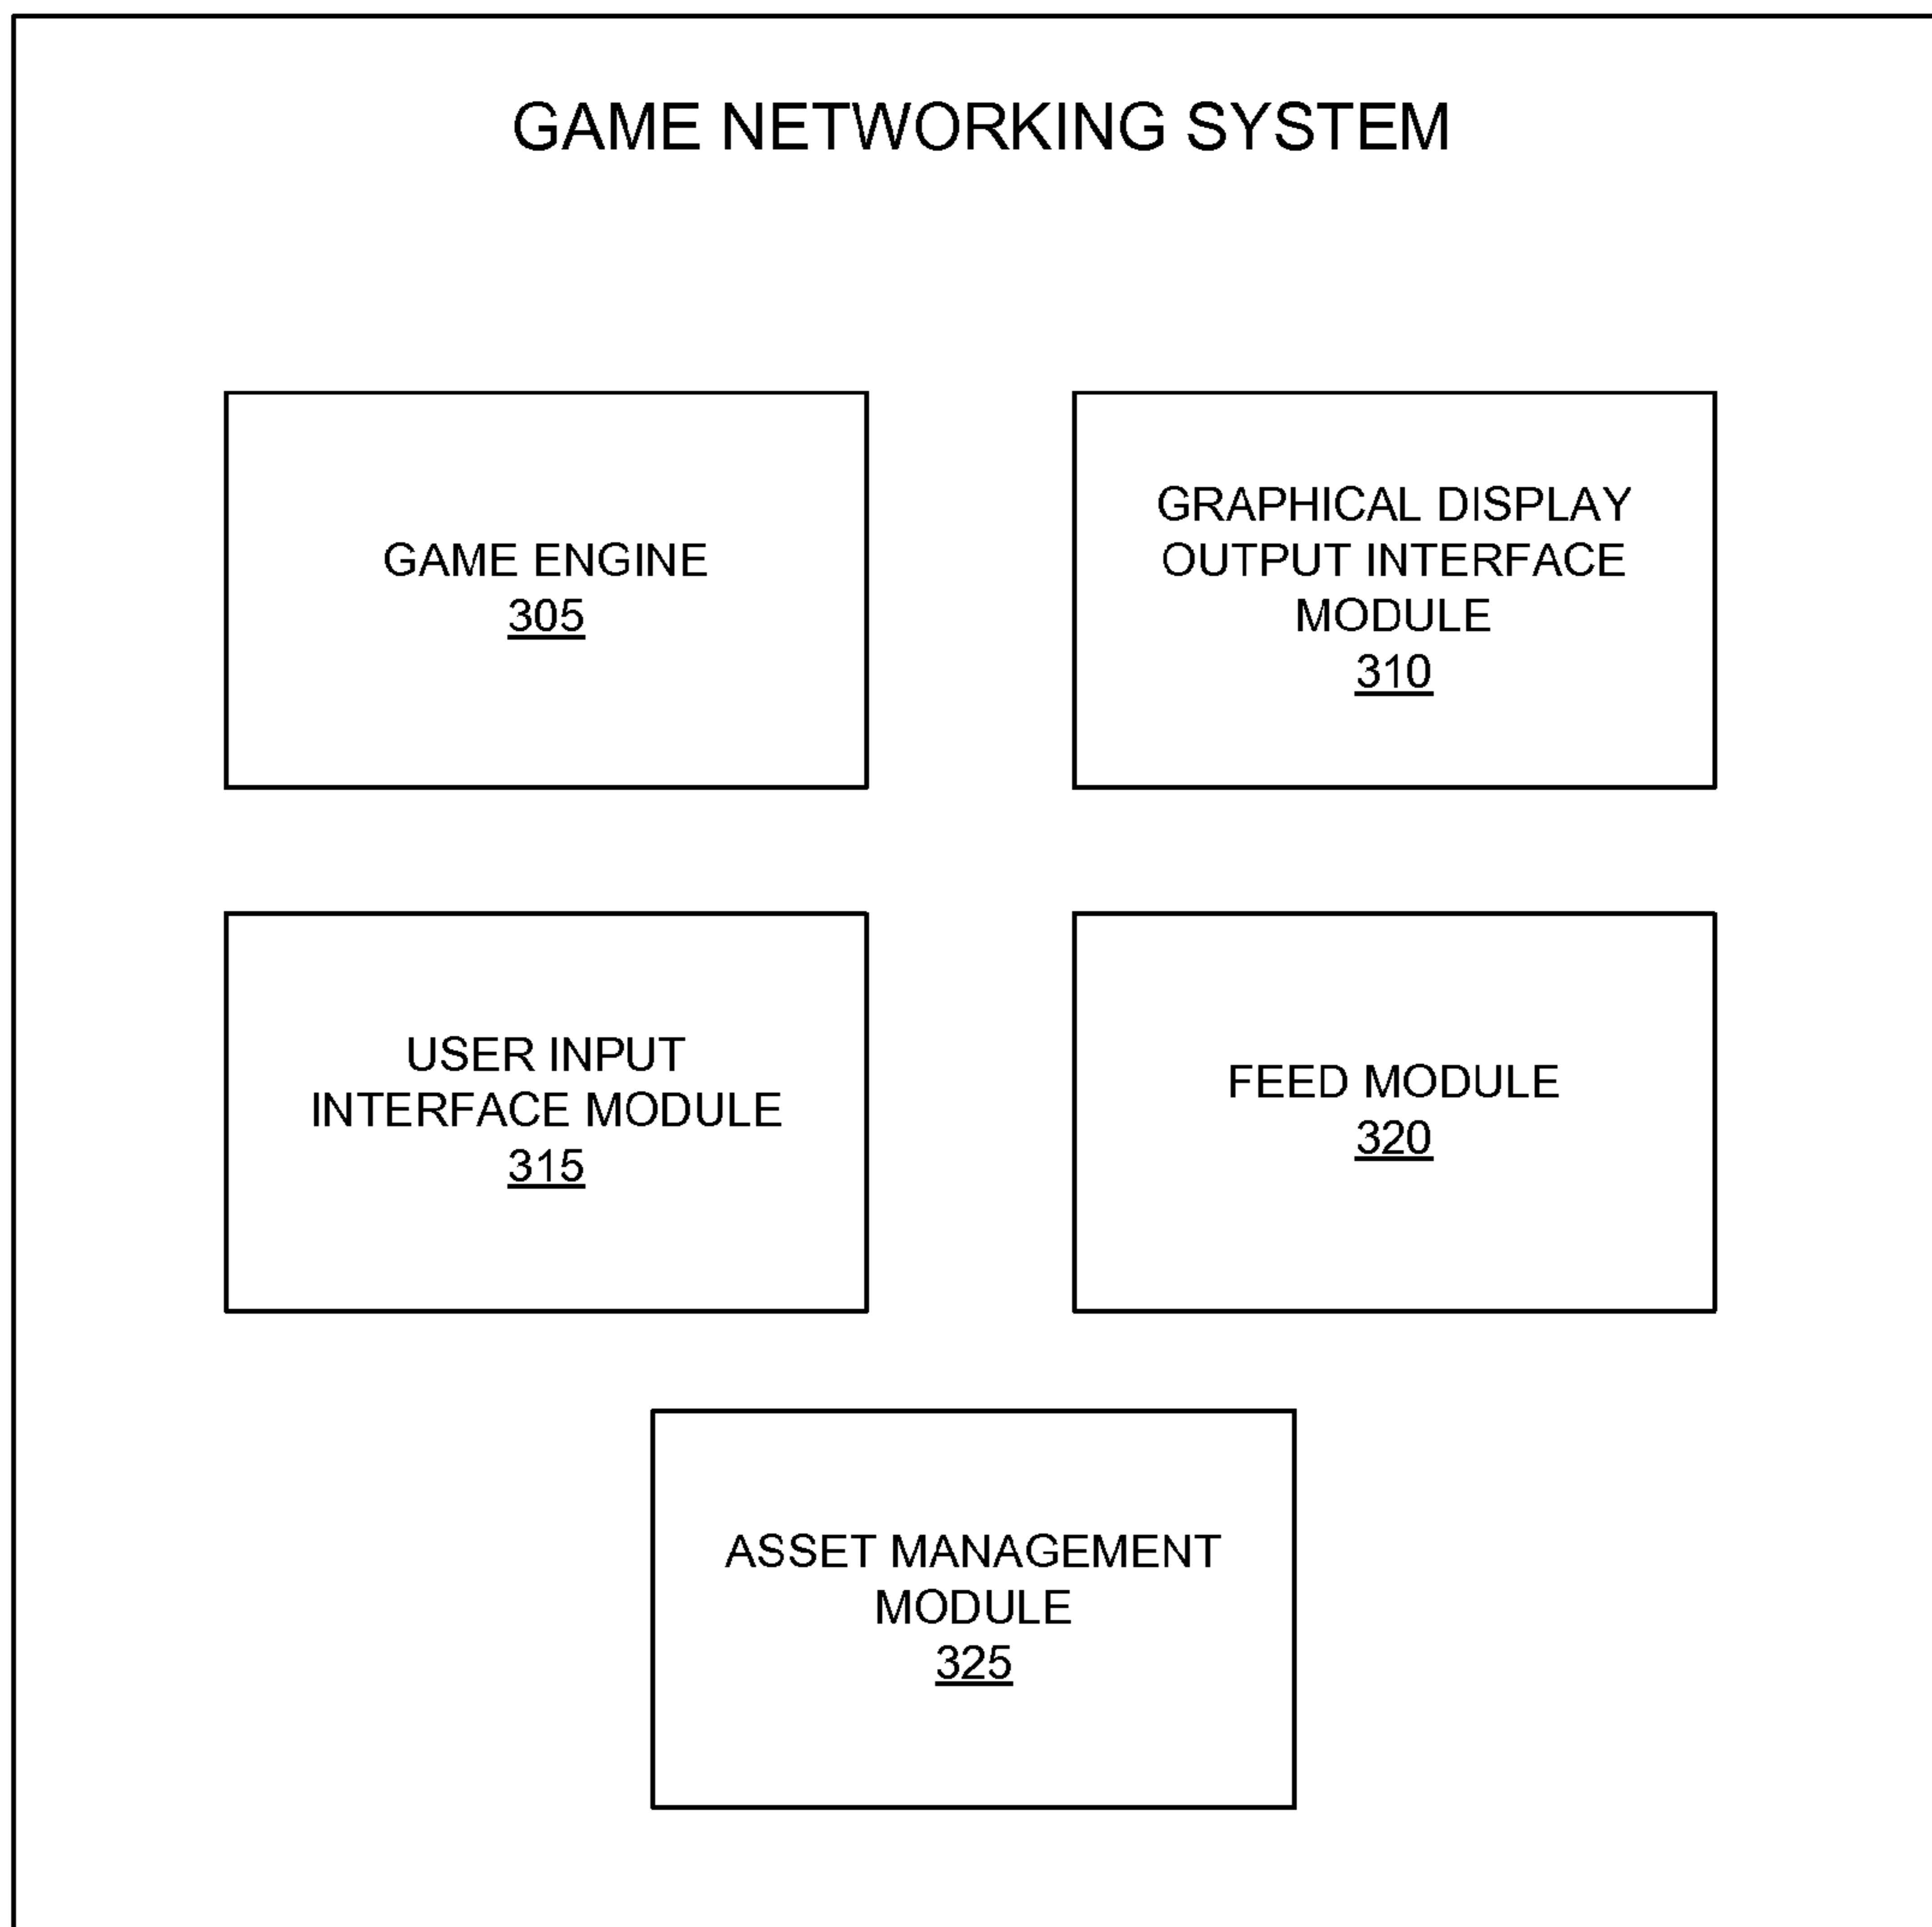 GAME NETWORKING SYSTEM
GAME ENGINE
305
GRAPHICAL DISPLAY
OUTPUT INTERFACE
MODULE
310
USER INPUT
INTERFACE MODULE
315
FEED MODULE
320
ASSET MANAGEMENT
MODULE
325